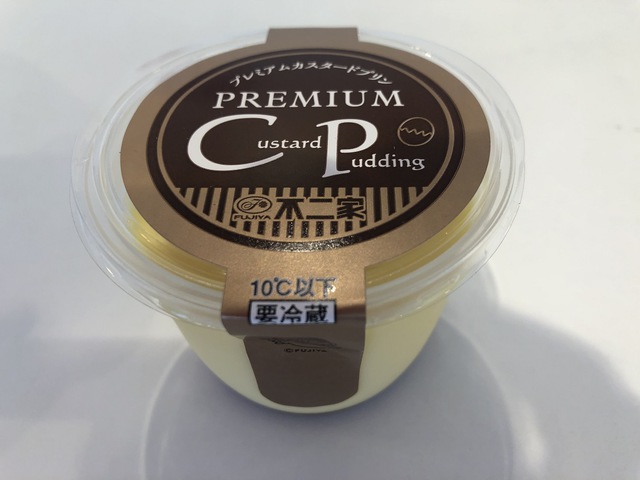 プレミアムカスタードプリン
PREMIUM
Custard Pudding
FUJIYA 不二家
10℃以下
要冷蔵
©FUJIYA